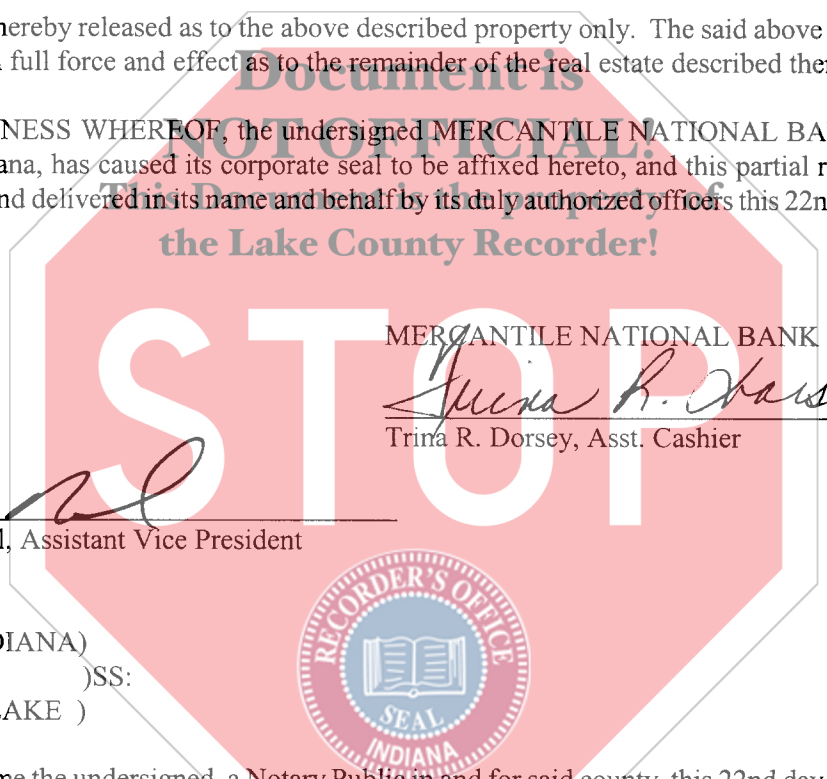 hereby released as to the above described property only. The said above
full force and effect as to the remainder of the real estate described ther
Document is
NESS WHEREOF, the undersigned MERCANTILE NATIONAL BA
NOT OFFICIAL!
ana, has caused its corporate seal to be affixed hereto, and this partial r
This Document is the property of
nd delivered in its name and behalf by its duly authorized officers this 22n
the Lake County Recorder!
STOP
MERCANTILE NATIONAL BANK
Trina R.
Trina R. Dorsey, Asst. Cashier
l, Assistant Vice President
RECORDER'S OFFICE
SEAL
INDIANA
DIANA)
)SS:
LAKE )
me the undersigned, a Notary Public in and for said county, this 22nd day